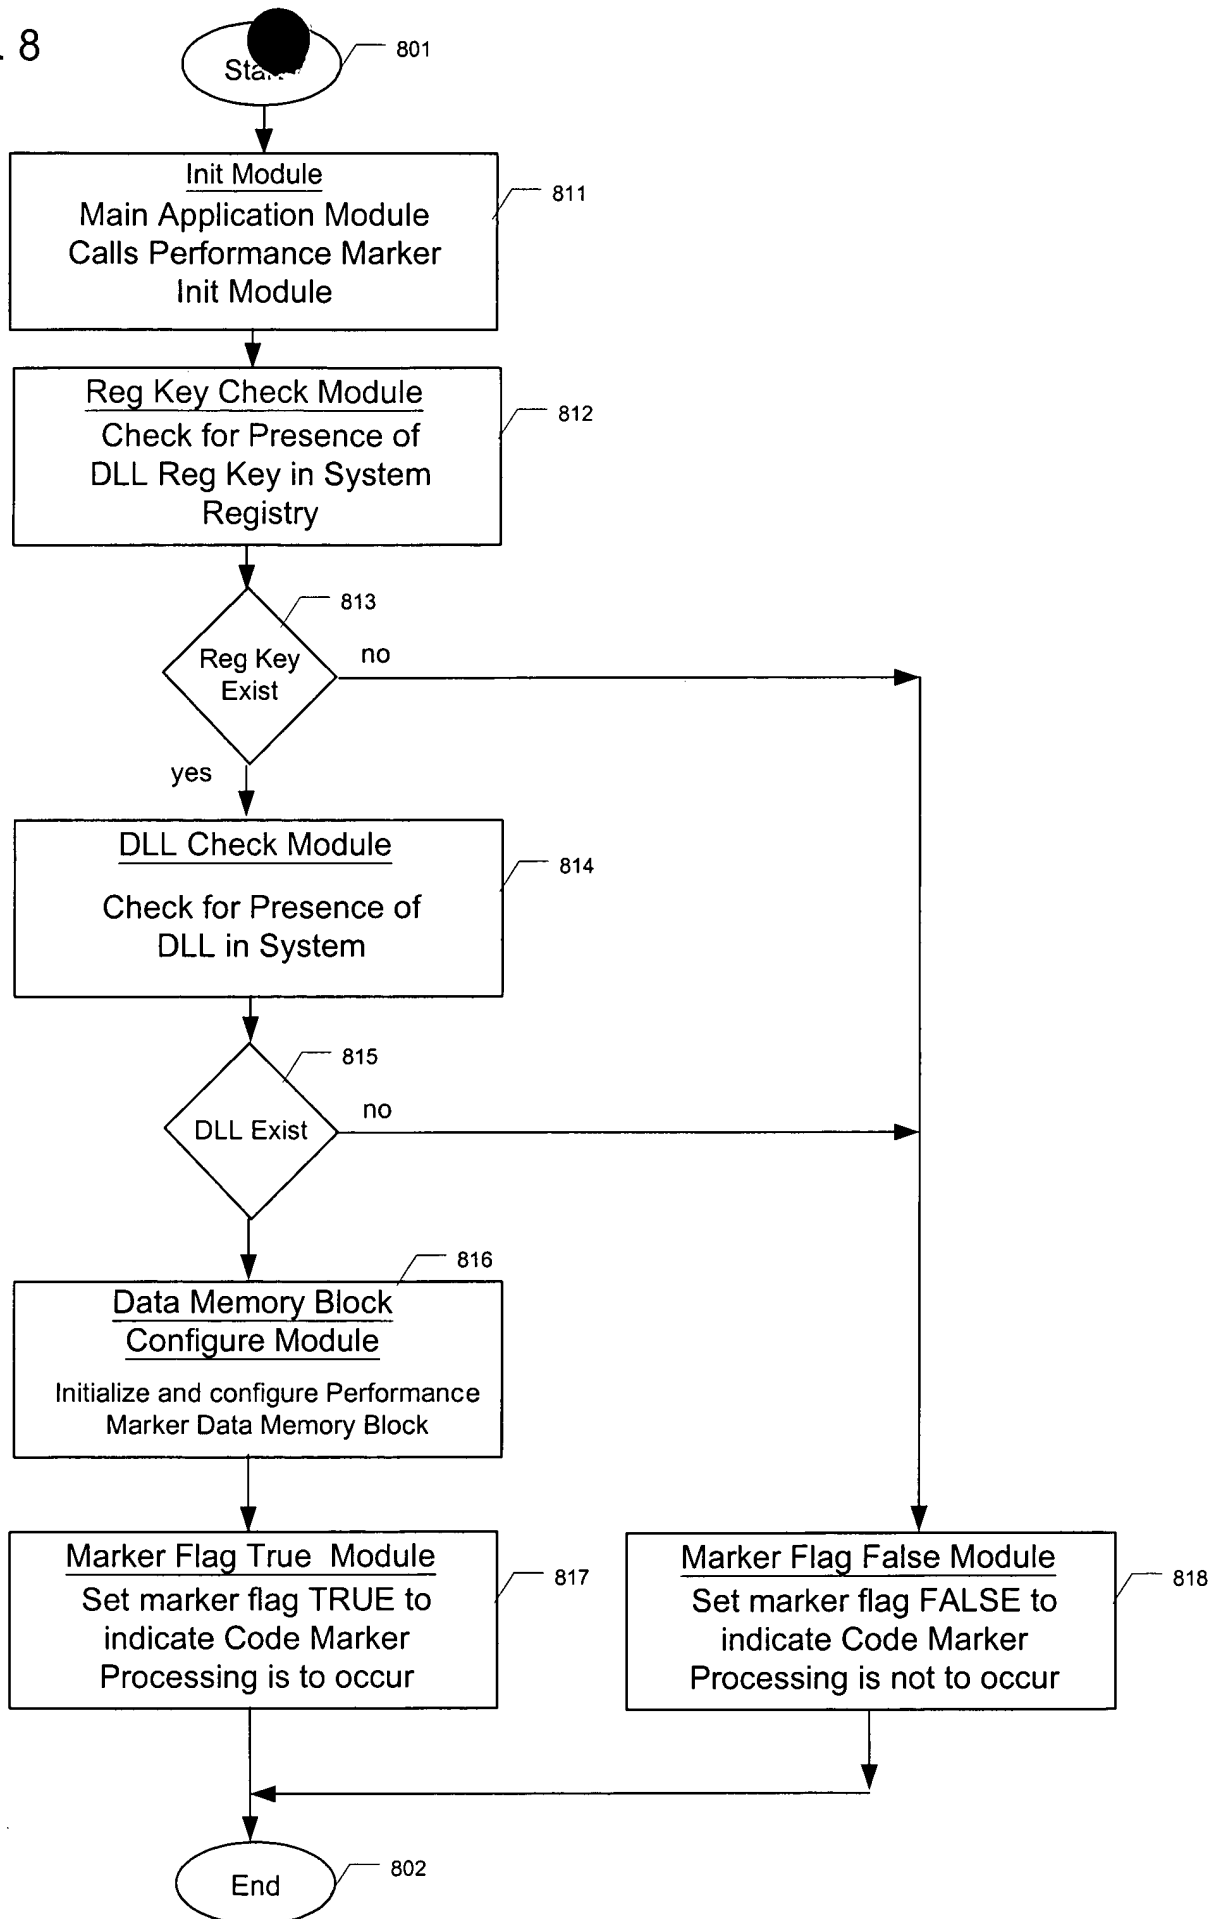 . 8
801
Init Module
Main Application Module
Calls Performance Marker
Init Module
811
Reg Key Check Module
Check for Presence of
DLL Reg Key in System
Registry
812
813
Reg Key
Exist
no
yes
DLL Check Module
Check for Presence of
DLL in System
814
815
DLL Exist
no
816
Data Memory Block
Configure Module
Initialize and configure Performance
Marker Data Memory Block
Marker Flag True Module
Set marker flag TRUE to
indicate Code Marker
Processing is to occur
817
Marker Flag False Module
Set marker flag FALSE to
indicate Code Marker
Processing is not to occur
818
End
802